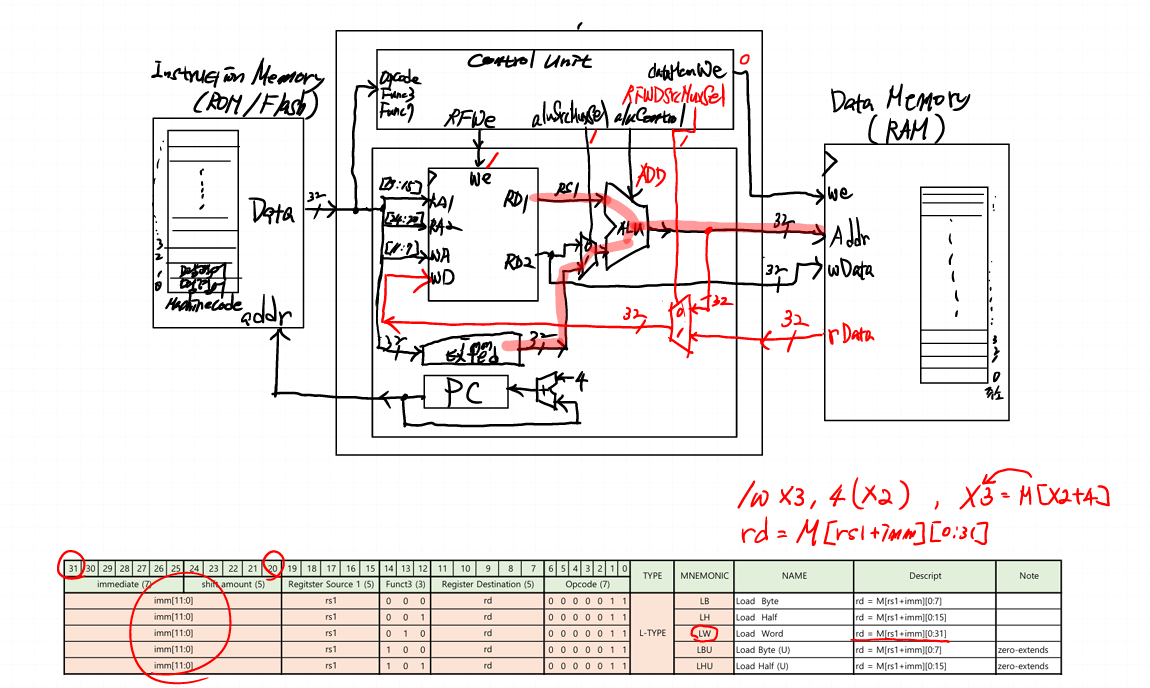 Control Unit
Instruction Memory
(ROM/Flash)
OpCode
Func3
Func7
dataMemWe
0
RFWDSrcMuxSel
RFWe
aluSrcMuxSel
aluControl
Data Memory
(RAM)
1
1
1
ADD
We
[19:15]
RA1
RD1
RS1
[24:20]
RA2
ALU
[11:7]
WA
RD2
WD
Data
32
3
2
1
0
MachineCode
addr
we
32
Addr
32
wData
32
32
0
1
32
rData
32
32
PC
+
4
3
2
1
0
주소
lw X3, 4(X2) , X3 = M[X2+4]
rd = M[rs1+imm][0:31]
31 30 29 28 27 26 25 24 23 22 21 20 19 18 17 16 15 14 13 12 11 10 9 8 7 6 5 4 3 2 1 0 TYPE MNEMONIC NAME Descript Note
immediate (7) shift amount (5) Regitster Source 1 (5) Funct3 (3) Register Destination (5) Opcode (7)
imm[11:0] rs1 0 0 0 rd 0 0 0 0 0 1 1 LB Load Byte rd = M[rs1+imm][0:7]
imm[11:0] rs1 0 0 1 rd 0 0 0 0 0 1 1 LH Load Half rd = M[rs1+imm][0:15]
imm[11:0] rs1 0 1 0 rd 0 0 0 0 0 1 1 L-TYPE LW Load Word rd = M[rs1+imm][0:31]
imm[11:0] rs1 1 0 0 rd 0 0 0 0 0 1 1 LBU Load Byte (U) rd = M[rs1+imm][0:7] zero-extends
imm[11:0] rs1 1 0 1 rd 0 0 0 0 0 1 1 LHU Load Half (U) rd = M[rs1+imm][0:15] zero-extends